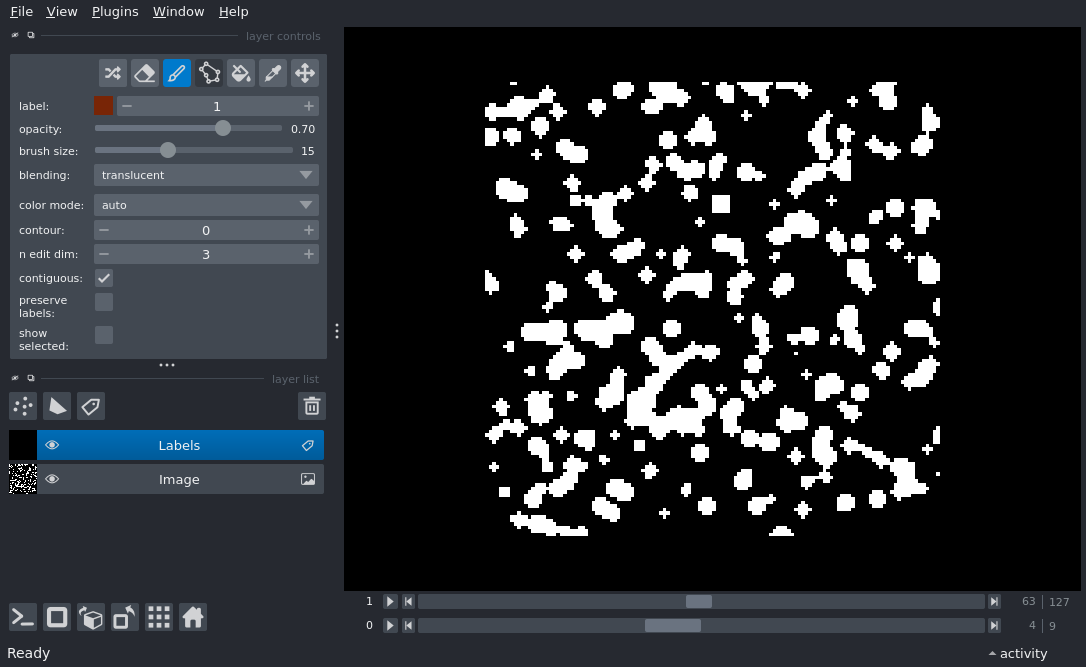 File View Plugins Window Help
layer controls
label: 1
opacity: 0.70
brush size: 15
blending: translucent
color mode: auto
contour: 0
n edit dim: 3
contiguous:
preserve
labels:
show
selected:
layer list
Labels
Image
1 63 127
0 4 9
Ready activity